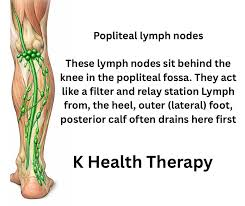 Popliteal lymph nodes
These lymph nodes sit behind the
knee in the popliteal fossa. They act
like a filter and relay station Lymph
from, the heel, outer (lateral) foot,
posterior calf often drains here first
K Health Therapy